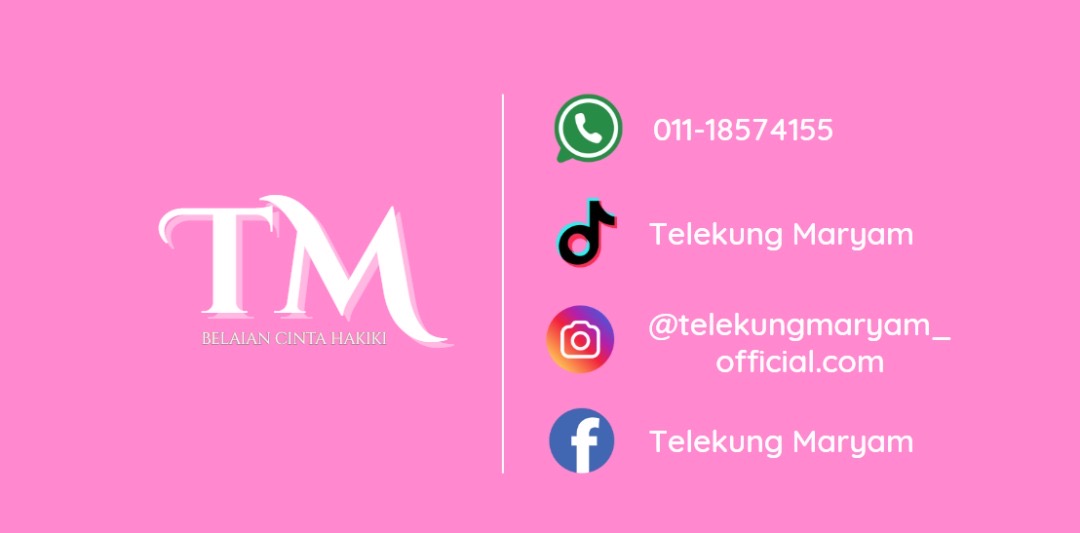 TM
BELAIAN CINTA HAKIKI
011-18574155
Telekung Maryam
@telekungmaryam_
official.com
Telekung Maryam